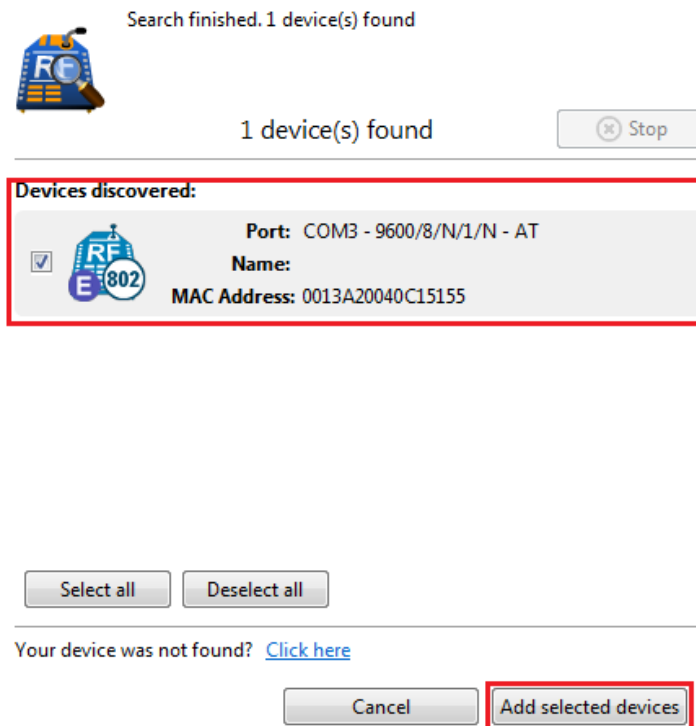 Search finished. 1 device(s) found
RF
1 device(s) found
Stop
Devices discovered:
Port: COM3 - 9600/8/N/1/N - AT
RF
E 802
Name:
MAC Address: 0013A20040C15155
Select all Deselect all
Your device was not found? Click here
Cancel Add selected devices